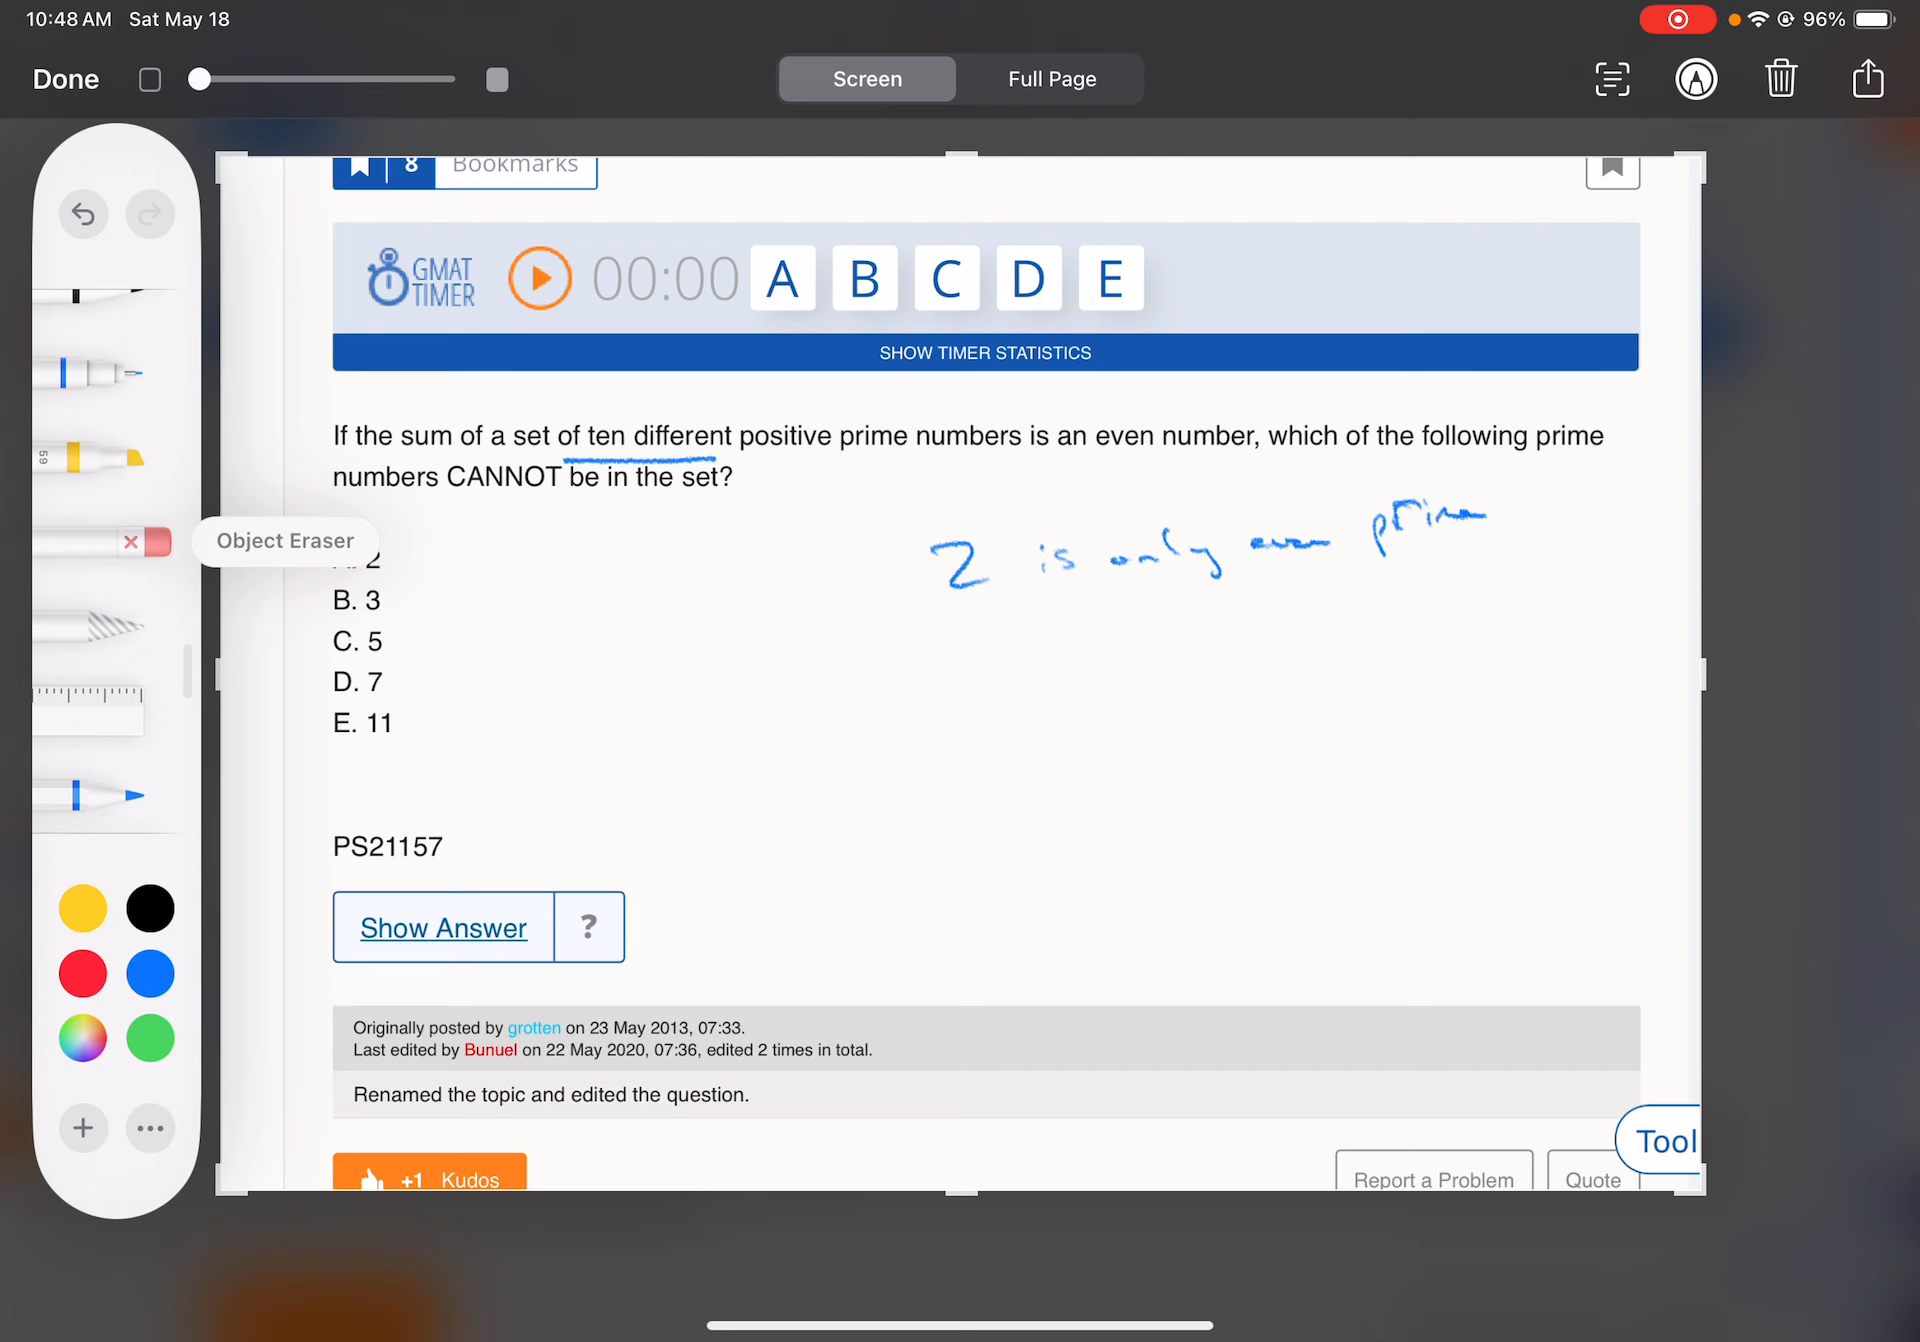 10:48 AM Sat May 18
96%
Done
Screen
Full Page
8 Bookmarks
GMAT
TIMER
00:00
A B C D E
SHOW TIMER STATISTICS
If the sum of a set of ten different positive prime numbers is an even number, which of the following prime
numbers CANNOT be in the set?
2 is only even prime
59
Object Eraser
2
B. 3
C. 5
D. 7
E. 11
PS21157
Show Answer ?
Originally posted by grotten on 23 May 2013, 07:33.
Last edited by Bunuel on 22 May 2020, 07:36, edited 2 times in total.
Renamed the topic and edited the question.
Tool
+1 Kudos
Report a Problem
Quote